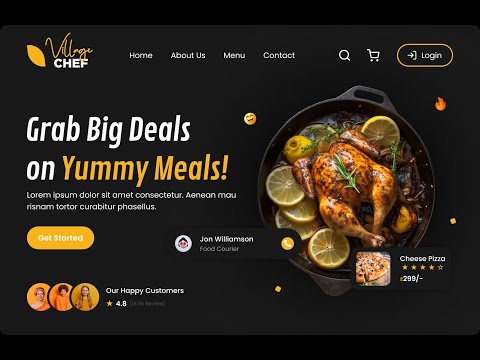 Village
CHEF
Home
About Us
Menu
Contact
Login
Grab Big Deals
on Yummy Meals!
Lorem ipsum dolor sit amet consectetur. Aenean mau
risnam tortor curabitur phasellus.
Get Started
Jon Williamson
Food Courier
Cheese Pizza
299/-
Our Happy Customers
4.8